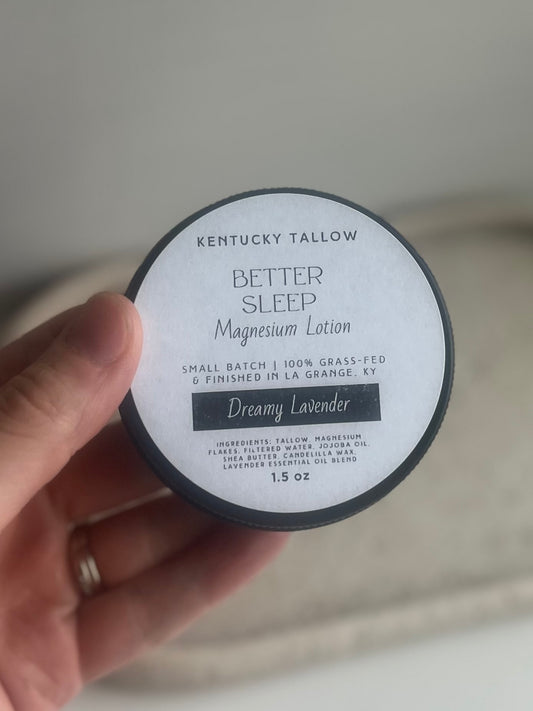 KENTUCKY TALLOW
BETTER
SLEEP
Magnesium Lotion
SMALL BATCH | 100% GRASS-FED
& FINISHED IN LA GRANGE, KY
Dreamy Lavender
INGREDIENTS: TALLOW, MAGNESIUM
FLAKES, FILTERED WATER, JOJOBA OIL,
SHEA BUTTER, CANDELILLA WAX,
LAVENDER ESSENTIAL OIL BLEND
1.5 oz